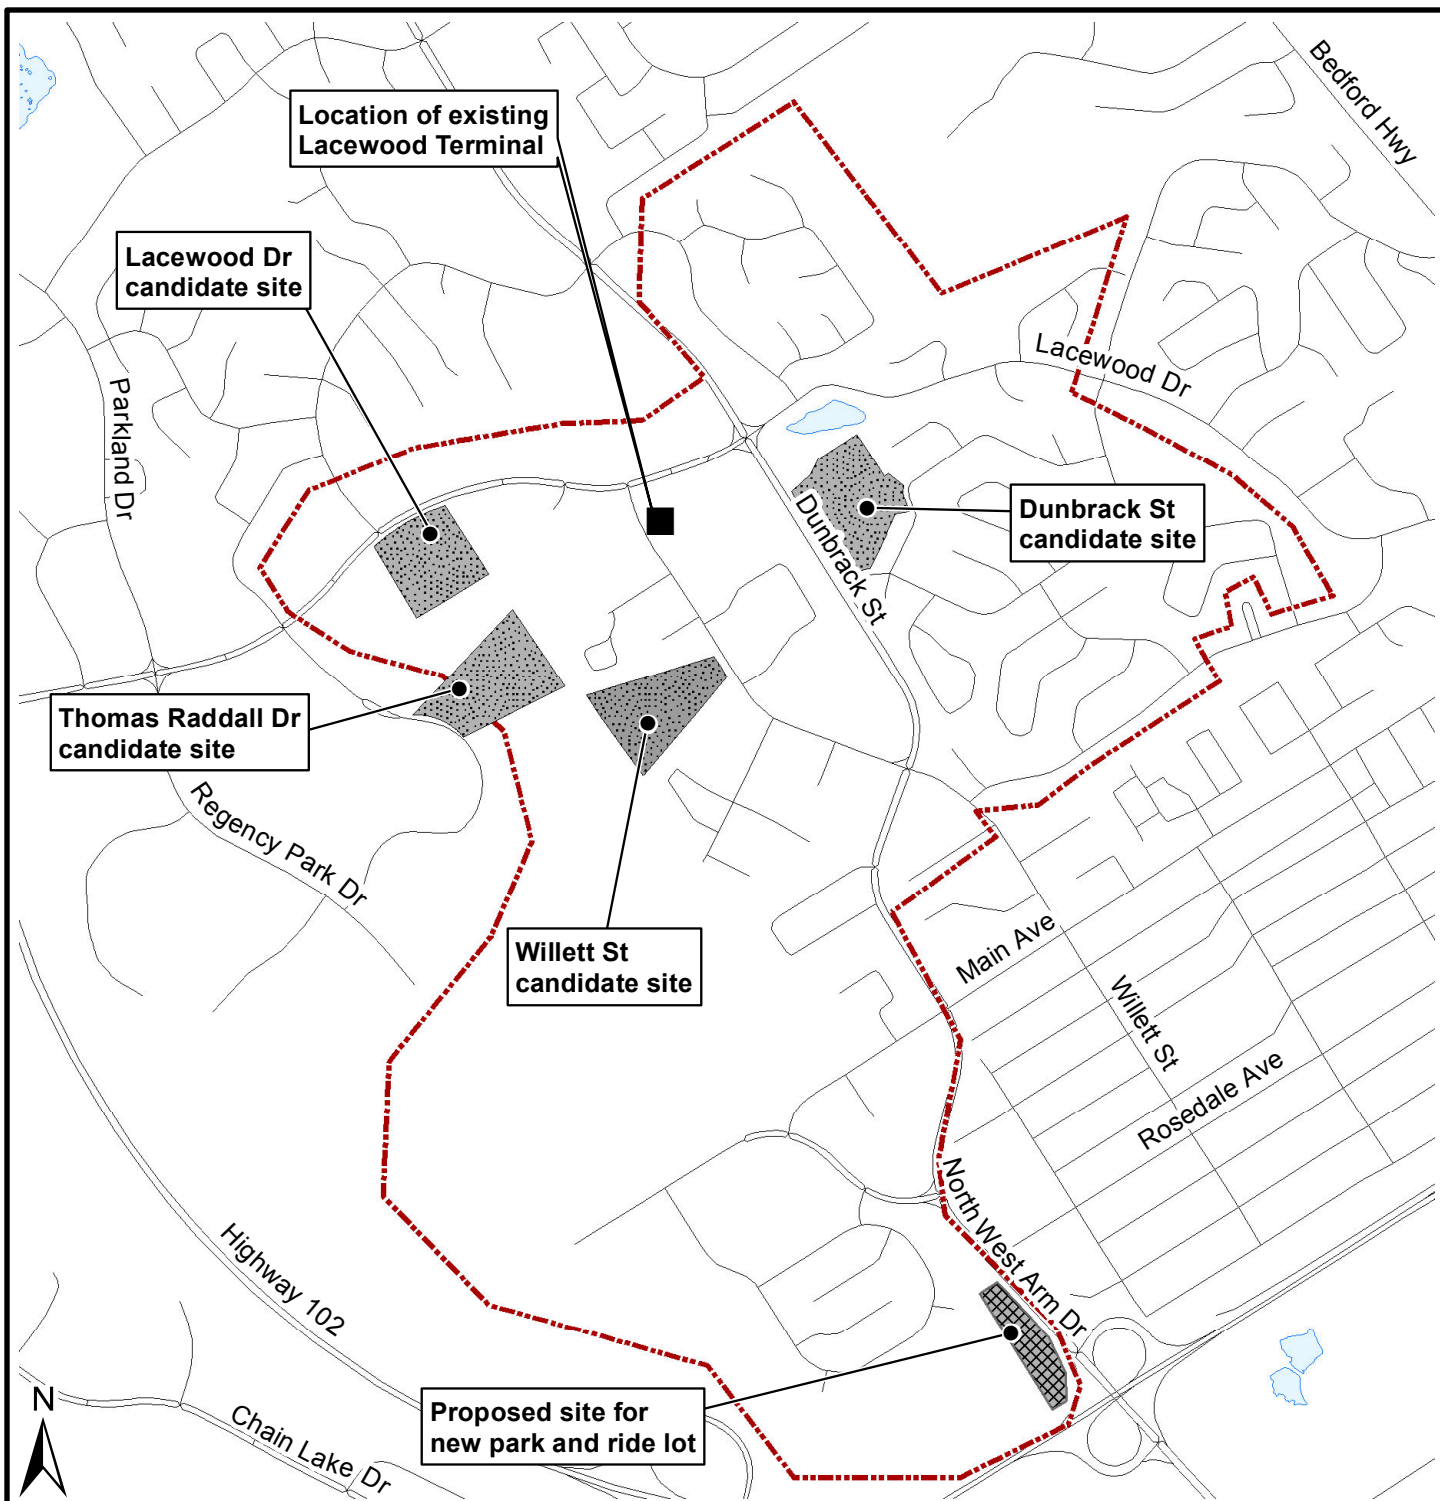 Bedford Hwy
Location of existing
Lacewood Terminal
Lacewood Dr
candidate site
Lacewood Dr
Parkland Dr
Dunbrack St
Dunbrack St
candidate site
Thomas Raddall Dr
candidate site
Regency Park Dr
Willett St
candidate site
Main Ave
Willett St
Rosedale Ave
North West Arm Dr
Highway 102
Proposed site for
new park and ride lot
Chain Lake Dr
N